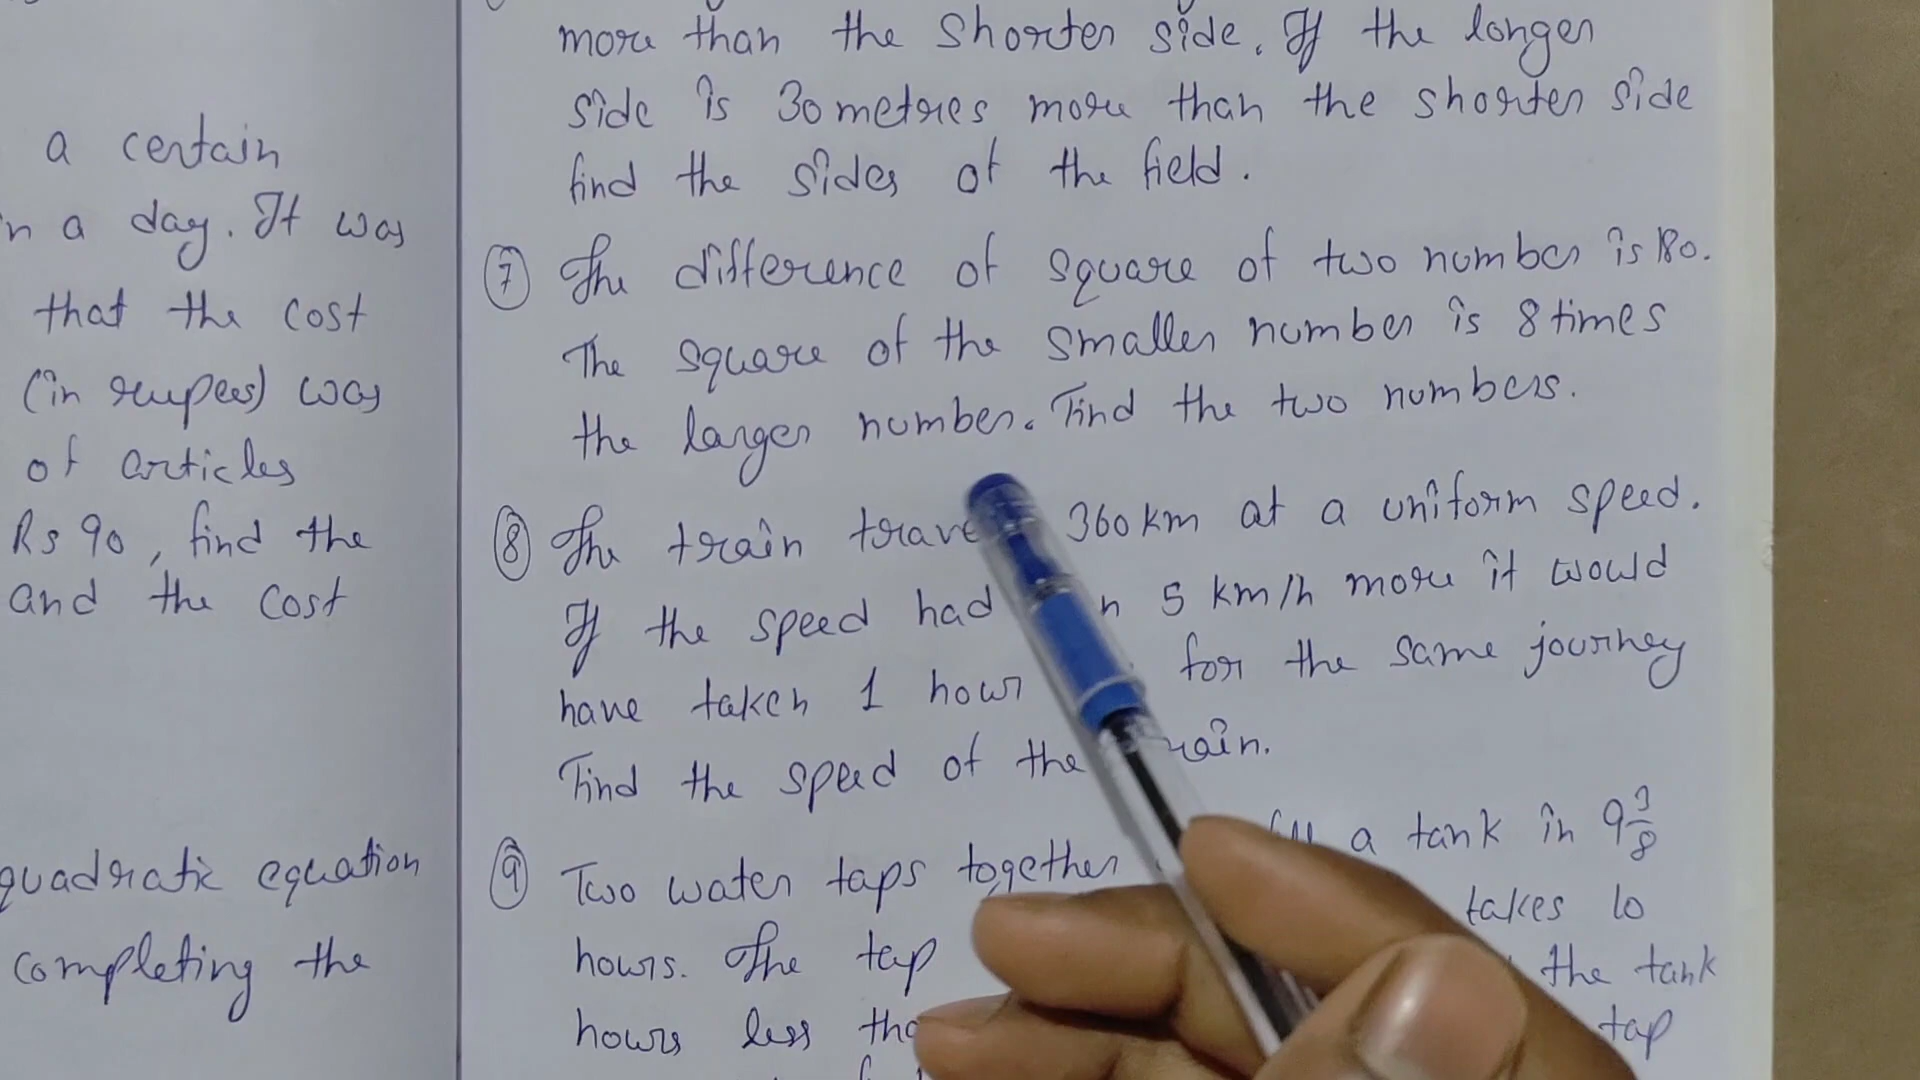 a certain
in a day. It was
that the cost
(in rupees) was
of articles
Rs 90, find the
and the cost
quadratic equation
completing the
more than the shorter side. If the longer
side is 30 metres more than the shorter side
find the sides of the field.
(7) The difference of square of two number is 180.
The square of the smaller number is 8 times
the larger number. Find the two numbers.
(8) The train trave 360 km at a uniform speed.
If the speed had n 5 km/h more it would
have taken 1 hour for the same journey
Find the speed of the rain.
(9) Two water taps together a tank in 9 3/8
hours. The tap takes 10
hours less the tank
tap